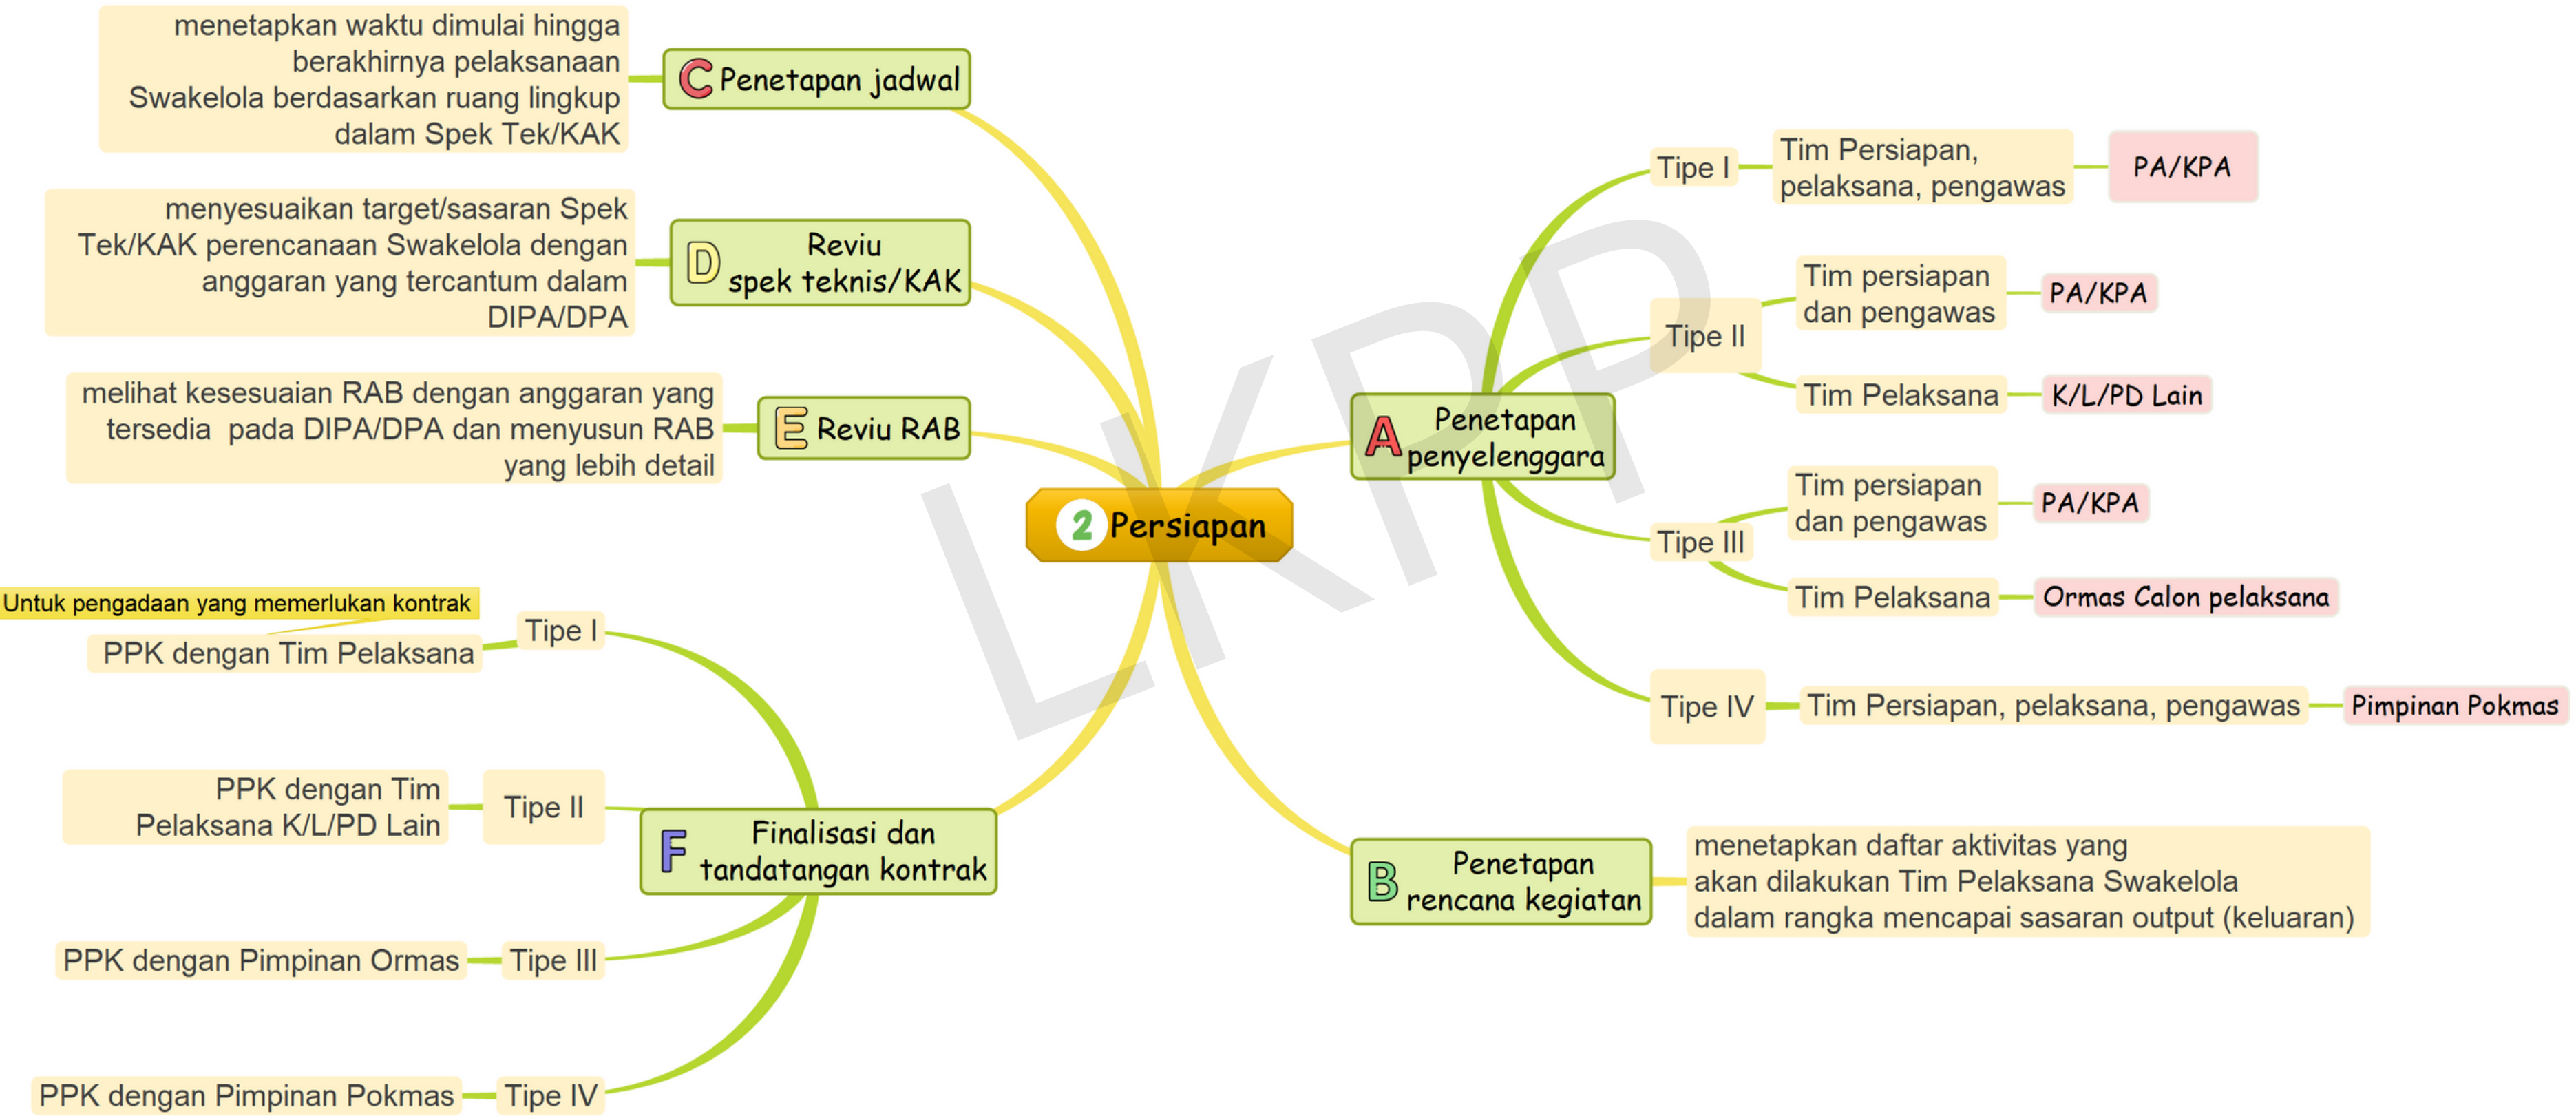 2 Persiapan
A Penetapan
penyelenggara
Tipe I
Tim Persiapan,
pelaksana, pengawas
PA/KPA
Tipe II
Tim persiapan
dan pengawas
PA/KPA
Tim Pelaksana
K/L/PD Lain
Tipe III
Tim persiapan
dan pengawas
PA/KPA
Tim Pelaksana
Ormas Calon pelaksana
Tipe IV
Tim Persiapan, pelaksana, pengawas
Pimpinan Pokmas
B Penetapan
rencana kegiatan
menetapkan daftar aktivitas yang
akan dilakukan Tim Pelaksana Swakelola
dalam rangka mencapai sasaran output (keluaran)
C Penetapan jadwal
menetapkan waktu dimulai hingga
berakhirnya pelaksanaan
Swakelola berdasarkan ruang lingkup
dalam Spek Tek/KAK
D Reviu
spek teknis/KAK
menyesuaikan target/sasaran Spek
Tek/KAK perencanaan Swakelola dengan
anggaran yang tercantum dalam
DIPA/DPA
E Reviu RAB
melihat kesesuaian RAB dengan anggaran yang
tersedia pada DIPA/DPA dan menyusun RAB
yang lebih detail
F Finalisasi dan
tandatangan kontrak
Tipe I
PPK dengan Tim Pelaksana
Untuk pengadaan yang memerlukan kontrak
Tipe II
PPK dengan Tim
Pelaksana K/L/PD Lain
Tipe III
PPK dengan Pimpinan Ormas
Tipe IV
PPK dengan Pimpinan Pokmas
LKPP